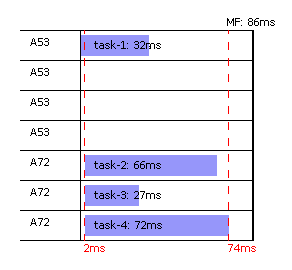 MF: 86ms
A53 task-1: 32ms
A53
A53
A53
A72 task-2: 66ms
A72 task-3: 27ms
A72 task-4: 72ms
2ms 74ms